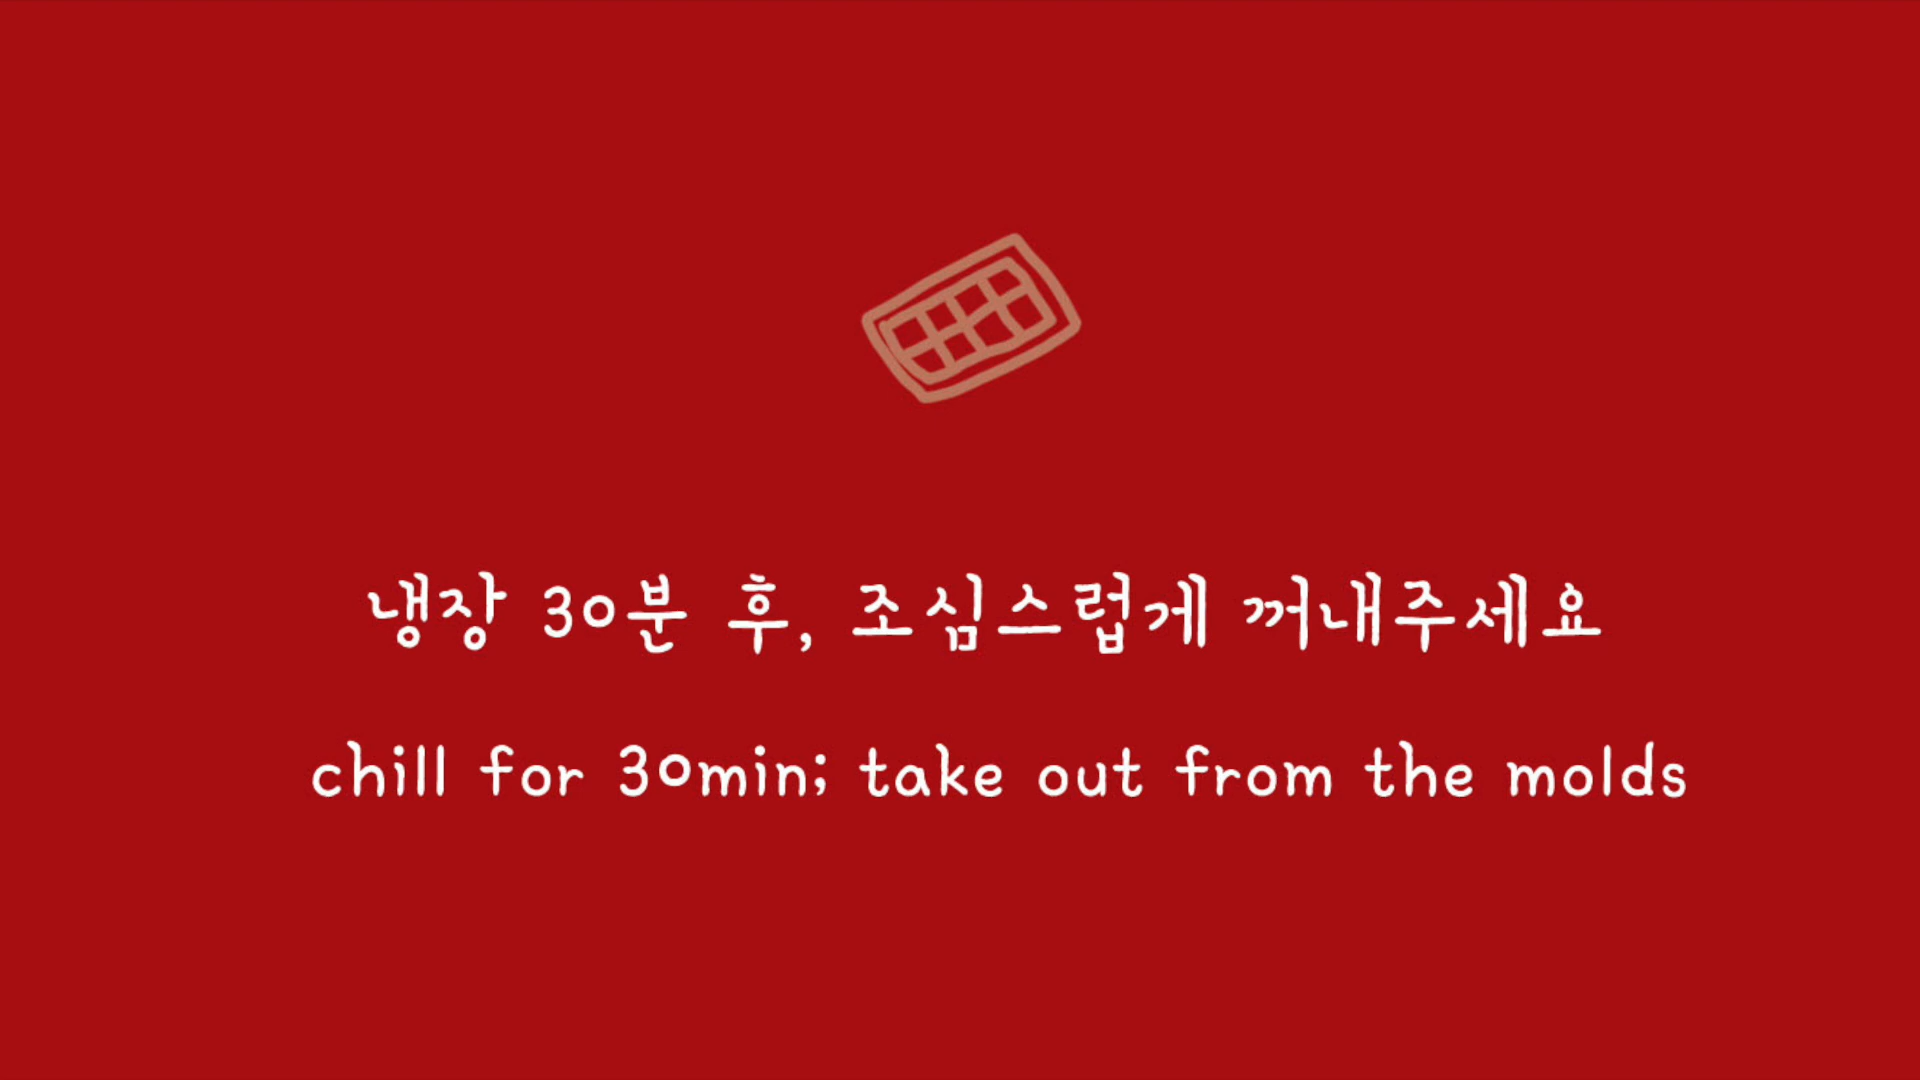 냉장 30분 후, 조심스럽게 꺼내주세요
chill for 30min; take out from the molds